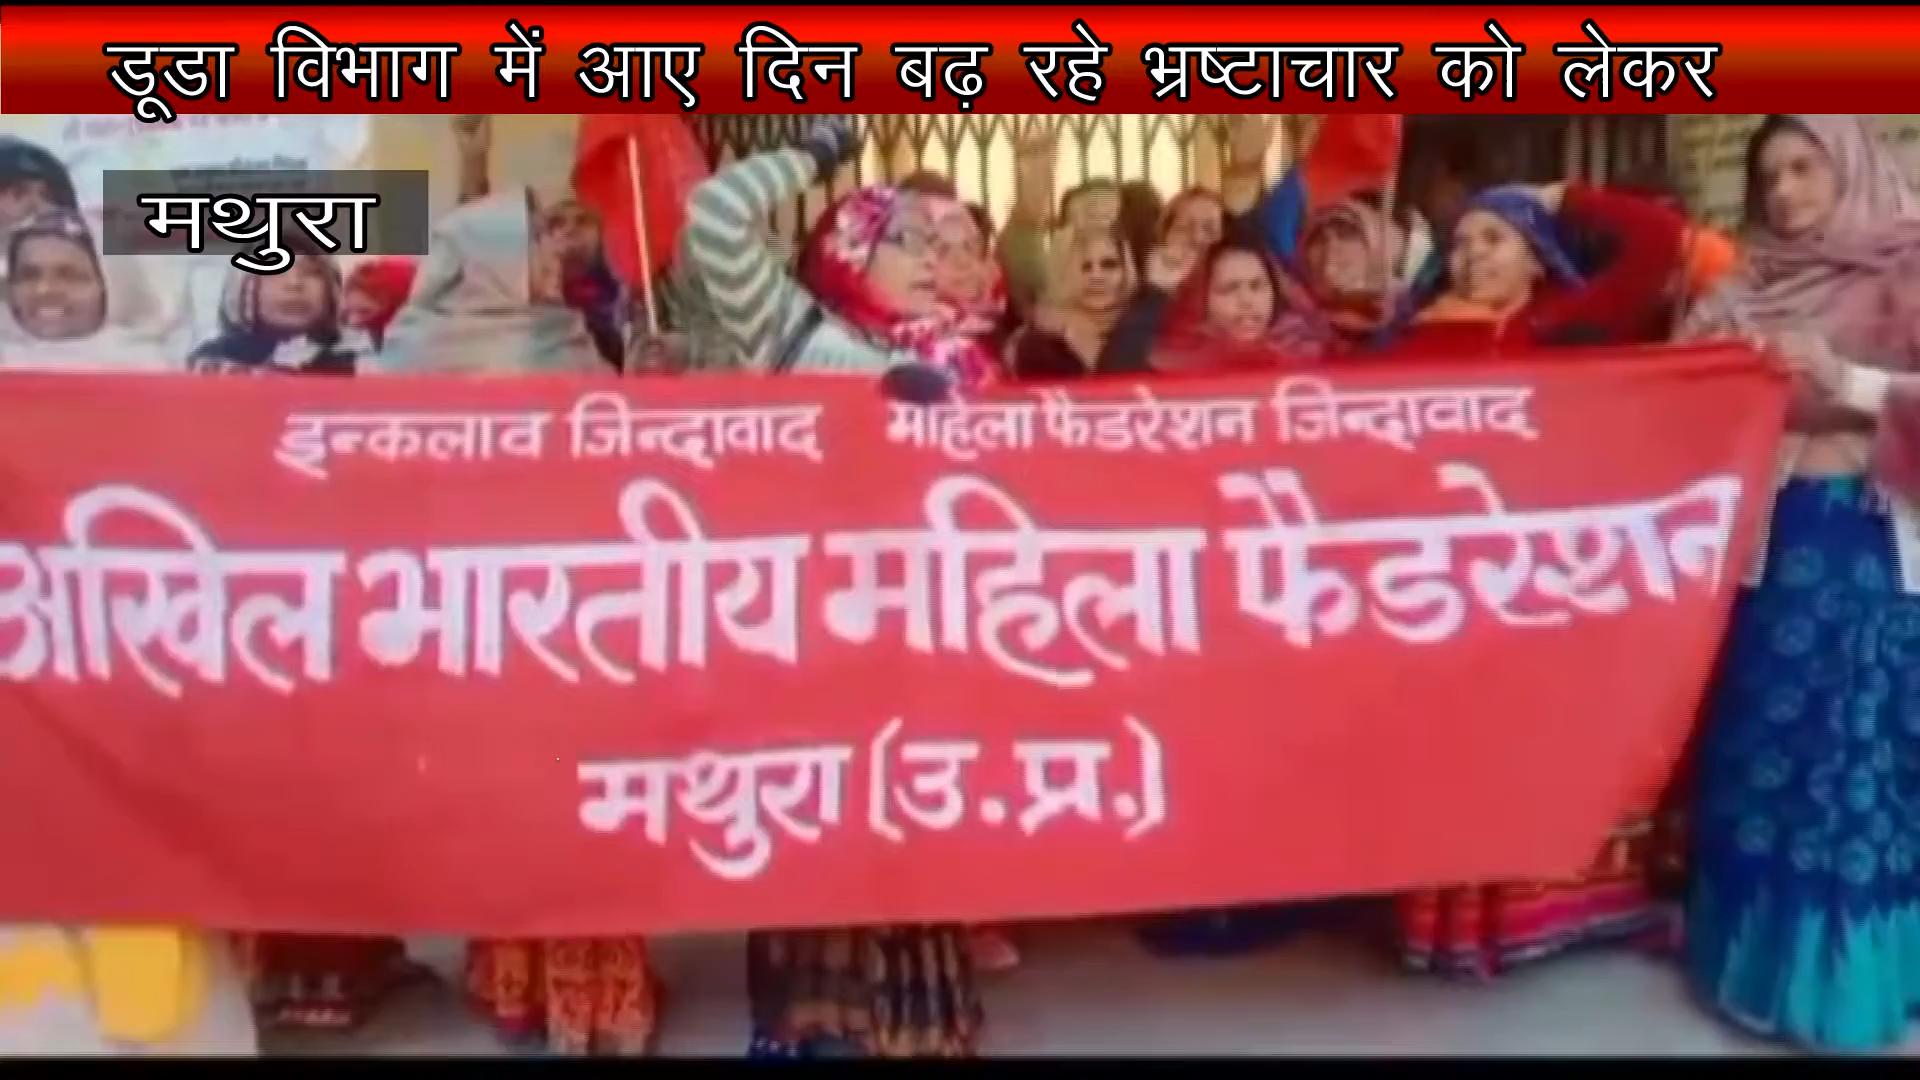 डूडा विभाग में आए दिन बढ़ रहे भ्रष्टाचार को लेकर
मथुरा
इन्कलाव जिन्दावाद महिला फैडरेशन जिन्दावाद
अखिल भारतीय महिला फैडरेशन
मथुरा (उ.प्र.)